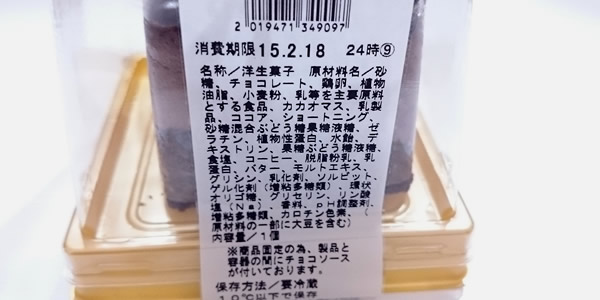 2 019471 349097
消費期限15.2.18 24時⑨
名称／洋生菓子 原材料名／砂
糖、チョコレート、鶏卵、植物
油脂、小麦粉、乳等を主要原料
とする食品、カカオマス、乳製
品、ココア、ショートニング、
砂糖混合ぶどう糖果糖液糖、ゼ
ラチン、植物性蛋白、水飴、デ
キストリン、果糖ぶどう糖液糖、
食塩、コーヒー、脱脂粉乳、乳
蛋白、バター、モルトエキス、
グリシン、乳化剤、ソルビット、
ゲル化剤（増粘多糖類）、環状
オリゴ糖、グリセリン、リン酸
塩（Ｎａ）、香料、ｐＨ調整剤、
増粘多糖類、カロチン色素、（
原材料の一部に大豆を含む）
内容量／1個
※商品固定の為、製品と
容器の間にチョコソース
が付いております。
保存方法／要冷蔵
10℃以下で保存